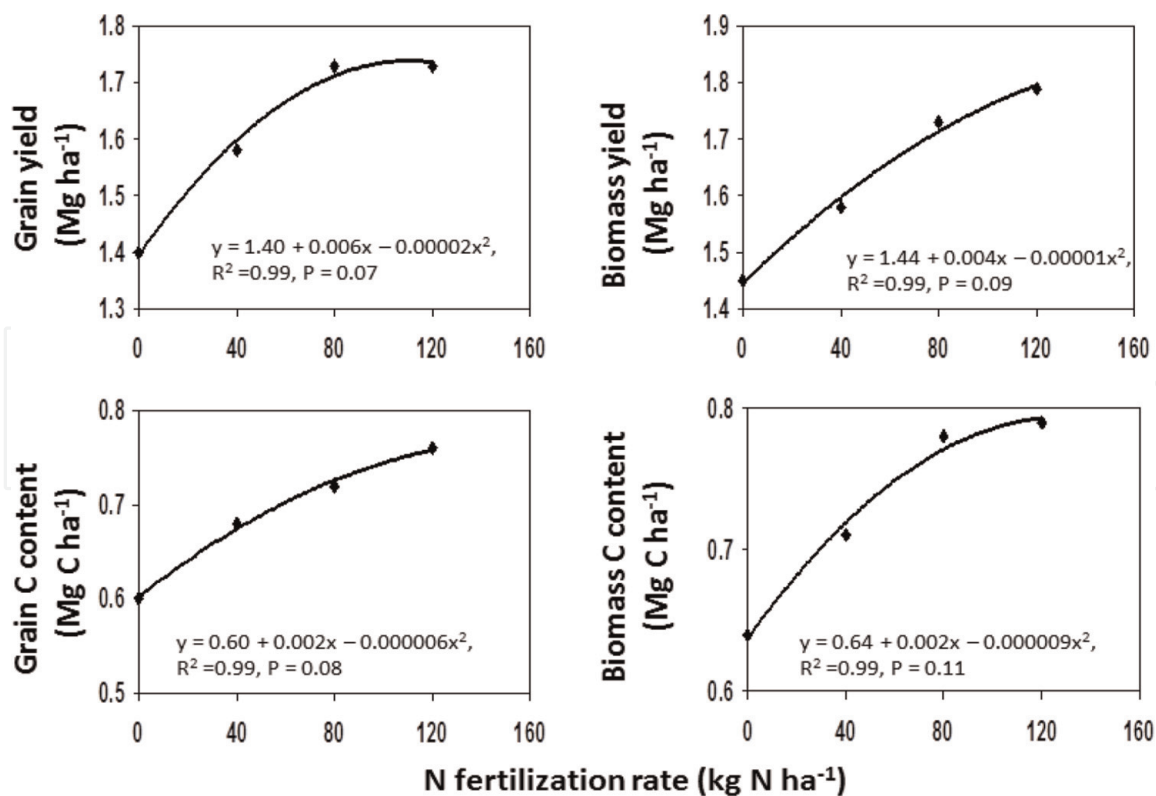 Grain yield
(Mg ha⁻¹)
1.8
1.7
1.6
1.5
1.4
1.3
y = 1.40 + 0.006x − 0.00002x²,
R² =0.99, P = 0.07
0 40 80 120 160
Biomass yield
(Mg ha⁻¹)
1.9
1.8
1.7
1.6
1.5
1.4
y = 1.44 + 0.004x − 0.00001x²,
R² =0.99, P = 0.09
0 40 80 120 160
Grain C content
(Mg C ha⁻¹)
0.8
0.7
0.6
0.5
y = 0.60 + 0.002x − 0.000006x²,
R² =0.99, P = 0.08
0 40 80 120 160
Biomass C content
(Mg C ha⁻¹)
0.8
0.7
0.6
y = 0.64 + 0.002x − 0.000009x²,
R² =0.99, P = 0.11
0 40 80 120 160
N fertilization rate (kg N ha⁻¹)